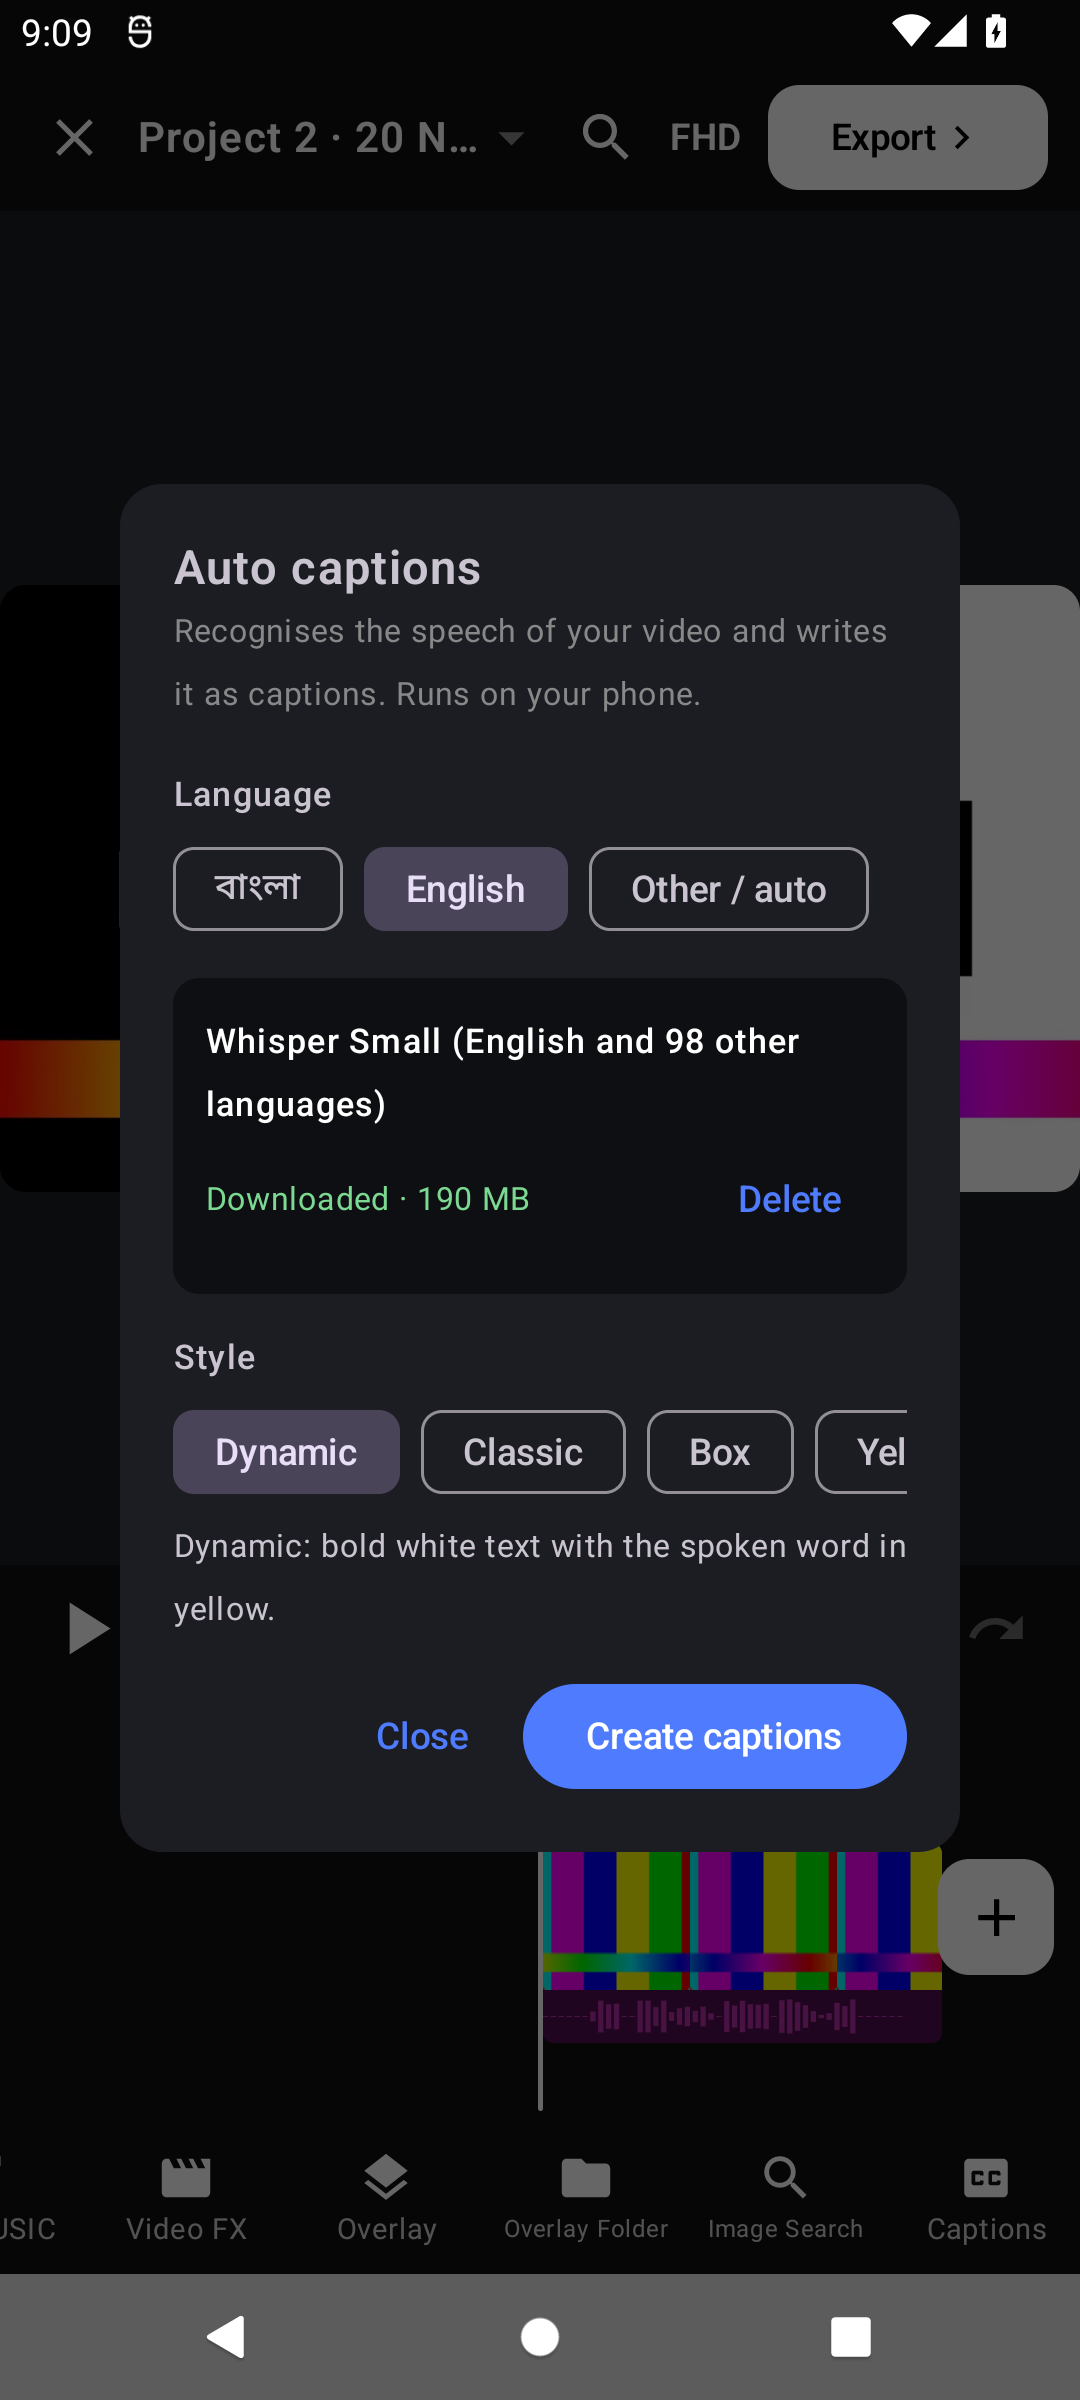 9:09
Project 2 · 20 N...
FHD
Export
Auto captions
Recognises the speech of your video and writes
it as captions. Runs on your phone.
Language
বাংলা
English
Other / auto
Whisper Small (English and 98 other
languages)
Downloaded · 190 MB
Delete
Style
Dynamic
Classic
Box
Yel
Dynamic: bold white text with the spoken word in
yellow.
Close
Create captions
USIC
Video FX
Overlay
Overlay Folder
Image Search
CC
Captions